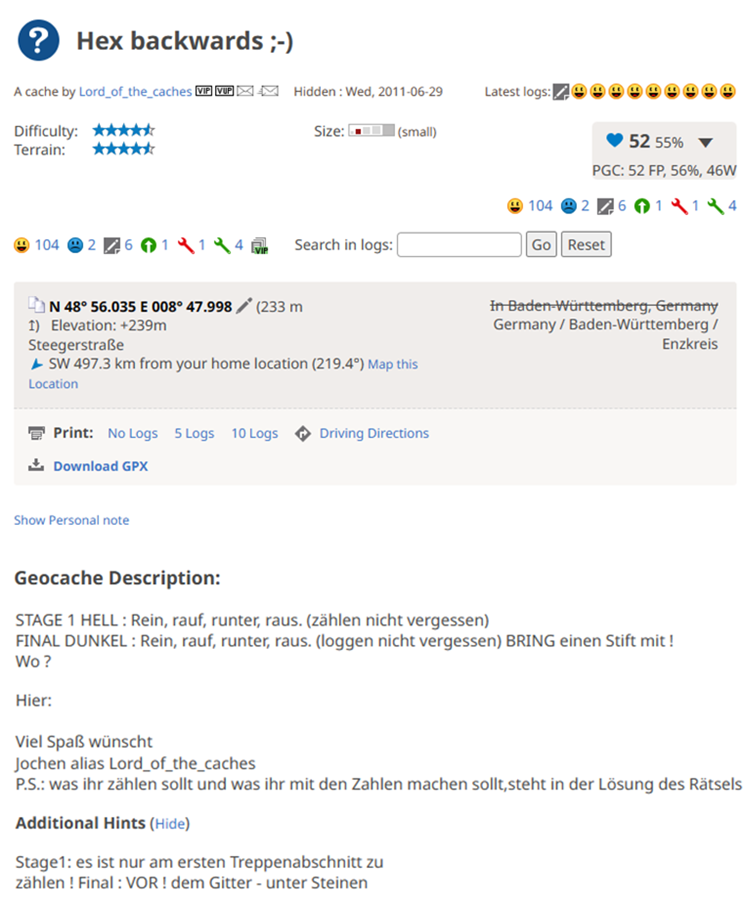 Hex backwards ;-)
A cache by Lord_of_the_caches VIP VUP Hidden : Wed, 2011-06-29 Latest logs:
Difficulty:
Terrain:
Size: (small)
52 55%
PGC: 52 FP, 56%, 46W
104 2 6 1 1 4
104 2 6 1 1 4 VIP Search in logs: Go Reset
N 48° 56.035 E 008° 47.998 (233 m
↥) Elevation: +239m
Steegerstraße
SW 497.3 km from your home location (219.4°) Map this
Location
In Baden-Württemberg, Germany
Germany / Baden-Württemberg /
Enzkreis
Print: No Logs 5 Logs 10 Logs Driving Directions
Download GPX
Show Personal note
Geocache Description:
STAGE 1 HELL : Rein, rauf, runter, raus. (zählen nicht vergessen)
FINAL DUNKEL : Rein, rauf, runter, raus. (loggen nicht vergessen) BRING einen Stift mit !
Wo ?
Hier:
Viel Spaß wünscht
Jochen alias Lord_of_the_caches
P.S.: was ihr zählen sollt und was ihr mit den Zahlen machen sollt,steht in der Lösung des Rätsels
Additional Hints (Hide)
Stage1: es ist nur am ersten Treppenabschnitt zu
zählen ! Final : VOR ! dem Gitter - unter Steinen